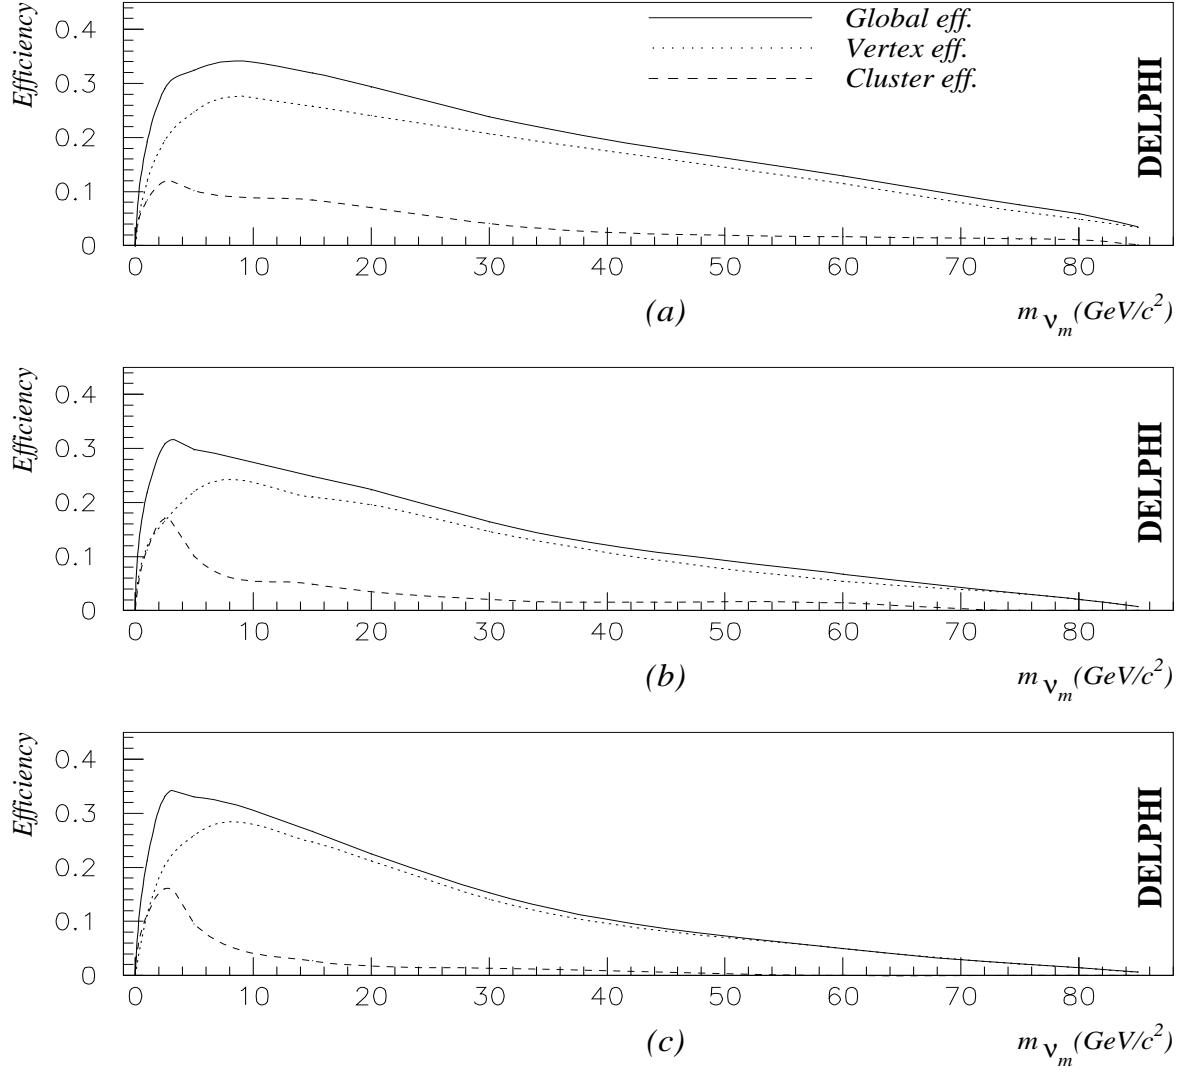 Efficiency
0.4
0.3
0.2
0.1
0
Global eff.
Vertex eff.
Cluster eff.
DELPHI
0 10 20 30 40 50 60 70 80
(a)
m ν_m (GeV/c²)
Efficiency
0.4
0.3
0.2
0.1
0
DELPHI
0 10 20 30 40 50 60 70 80
(b)
m ν_m (GeV/c²)
Efficiency
0.4
0.3
0.2
0.1
0
DELPHI
0 10 20 30 40 50 60 70 80
(c)
m ν_m (GeV/c²)